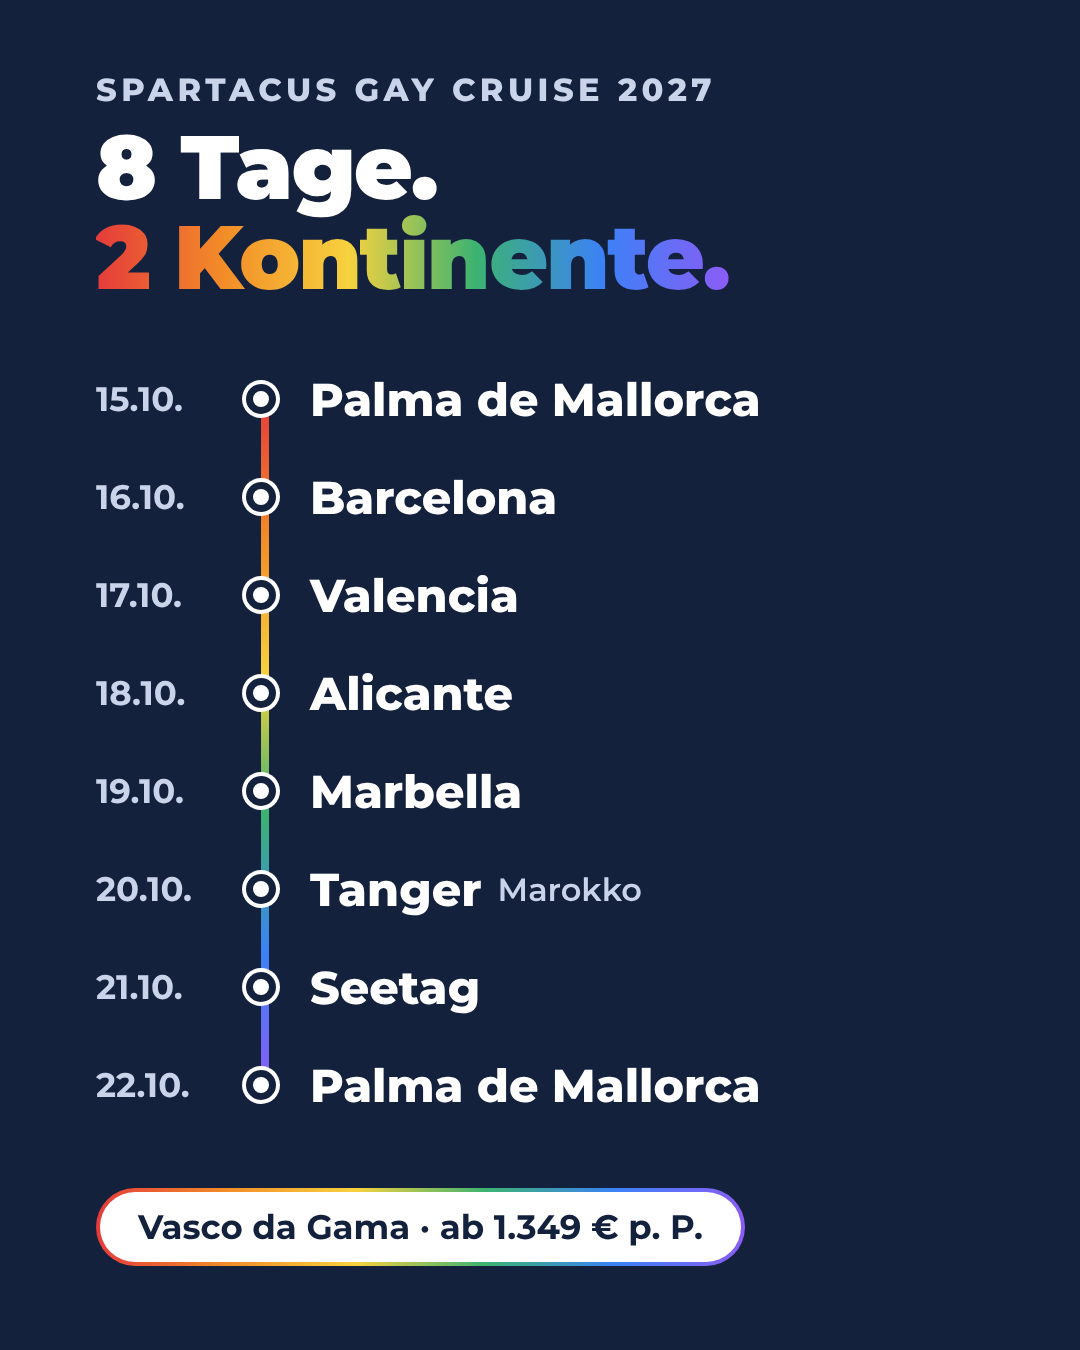 SPARTACUS GAY CRUISE 2027
8 Tage.
2 Kontinente.
15.10. Palma de Mallorca
16.10. Barcelona
17.10. Valencia
18.10. Alicante
19.10. Marbella
20.10. Tanger Marokko
21.10. Seetag
22.10. Palma de Mallorca
Vasco da Gama · ab 1.349 € p. P.